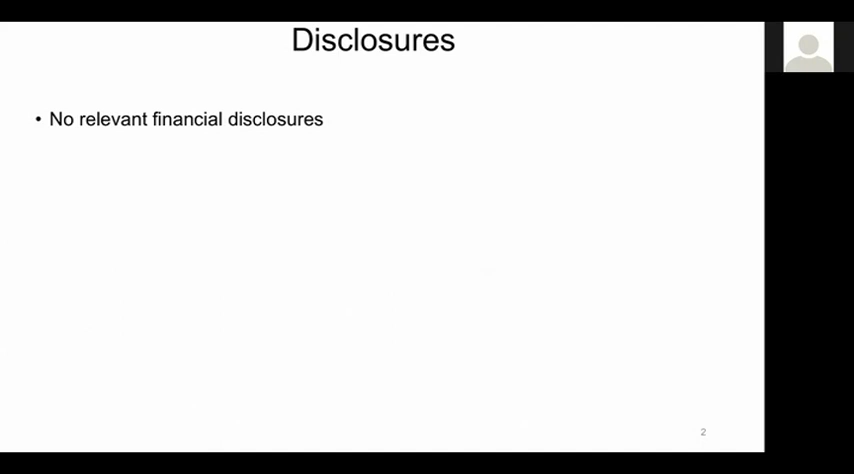 Disclosures
• No relevant financial disclosures
2